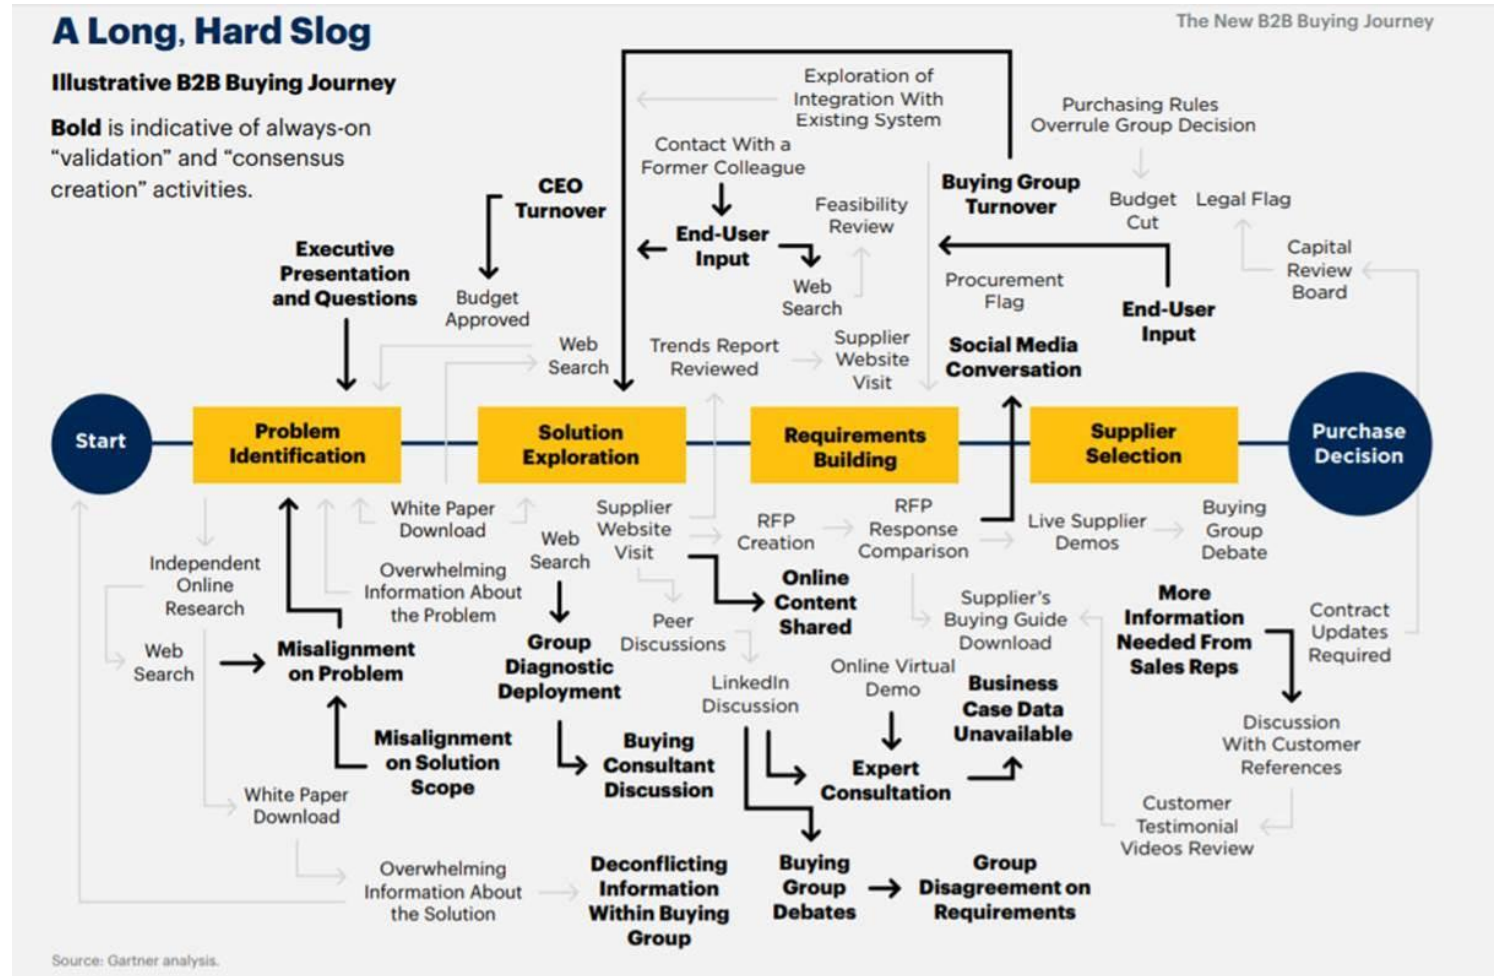 A Long, Hard Slog
The New B2B Buying Journey
Illustrative B2B Buying Journey
Bold is indicative of always-on
“validation” and “consensus
creation” activities.
Exploration of
Integration With
Existing System
Purchasing Rules
Overrule Group Decision
Contact With a
Former Colleague
CEO
Turnover
Buying Group
Turnover
Feasibility
Review
Budget
Cut
Legal Flag
End-User
Input
Executive
Presentation
and Questions
Capital
Review
Board
Budget
Approved
Web
Search
Procurement
Flag
End-User
Input
Web
Search
Trends Report
Reviewed
Supplier
Website
Visit
Social Media
Conversation
Start
Problem
Identification
Solution
Exploration
Requirements
Building
Supplier
Selection
Purchase
Decision
White Paper
Download
Supplier
Website
Visit
RFP
Creation
RFP
Response
Comparison
Live Supplier
Demos
Buying
Group
Debate
Independent
Online
Research
Overwhelming
Information About
the Problem
Web
Search
Online
Content
Shared
Supplier’s
Buying Guide
Download
More
Information
Needed From
Sales Reps
Contract
Updates
Required
Web
Search
Misalignment
on Problem
Group
Diagnostic
Deployment
Peer
Discussions
LinkedIn
Discussion
Online Virtual
Demo
Business
Case Data
Unavailable
Discussion
With Customer
References
Misalignment
on Solution
Scope
Buying
Consultant
Discussion
Expert
Consultation
White Paper
Download
Customer
Testimonial
Videos Review
Overwhelming
Information About
the Solution
Deconflicting
Information
Within Buying
Group
Buying
Group
Debates
Group
Disagreement on
Requirements
Source: Gartner analysis.